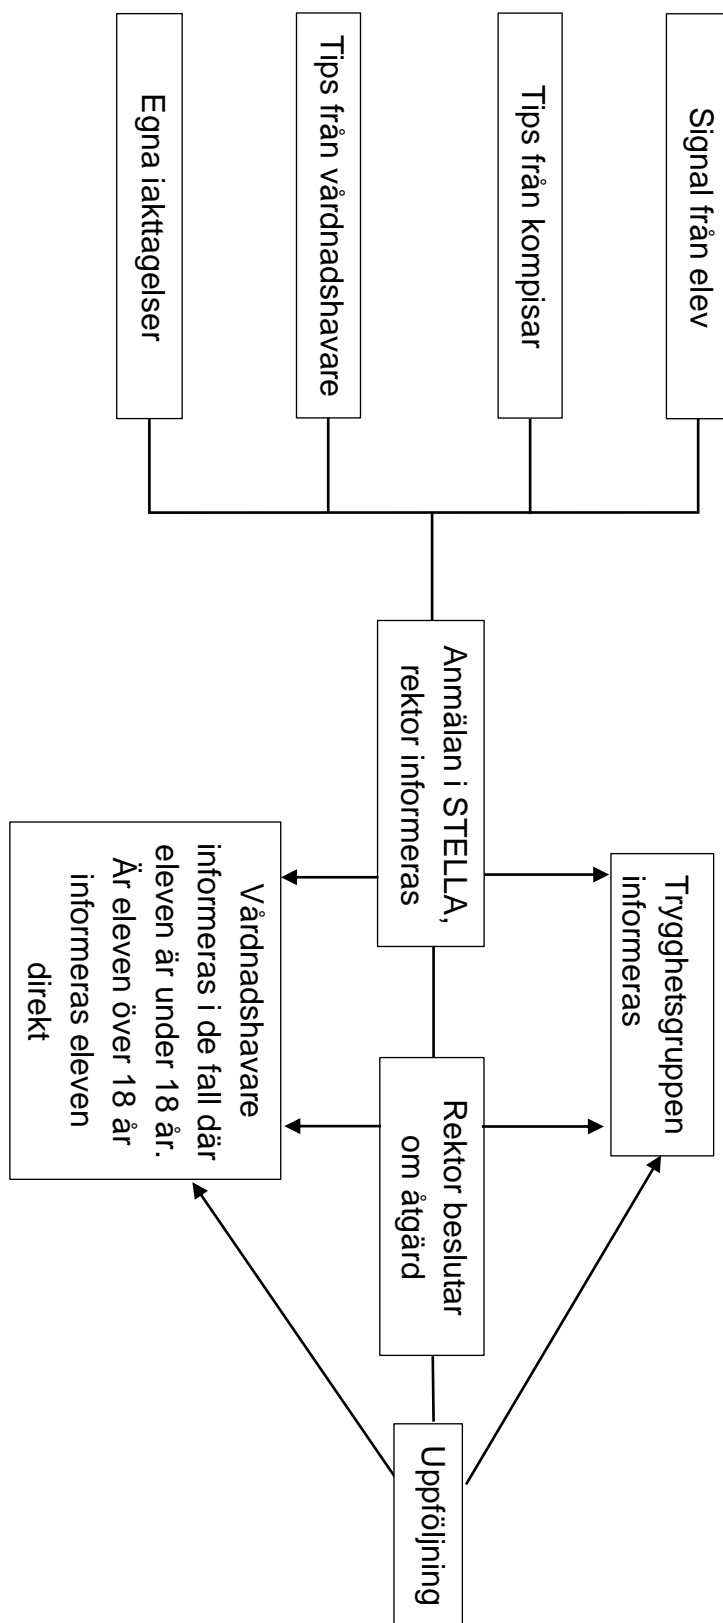 Signal från elev
Tips från kompisar
Tips från vårdnadshavare
Egna iakttagelser
Anmälan i STELLA,
rektor informeras
Trygghetsgruppen
informeras
Vårdnadshavare
informeras i de fall där
eleven är under 18 år.
Är eleven över 18 år
informeras eleven
direkt
Rektor beslutar
om åtgärd
Uppföljning